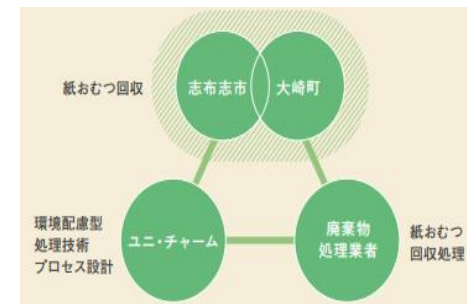 紙おむつ回収
志布志市
大崎町
環境配慮型
処理技術
プロセス設計
ユニ・チャーム
廃棄物
処理業者
紙おむつ
回収処理